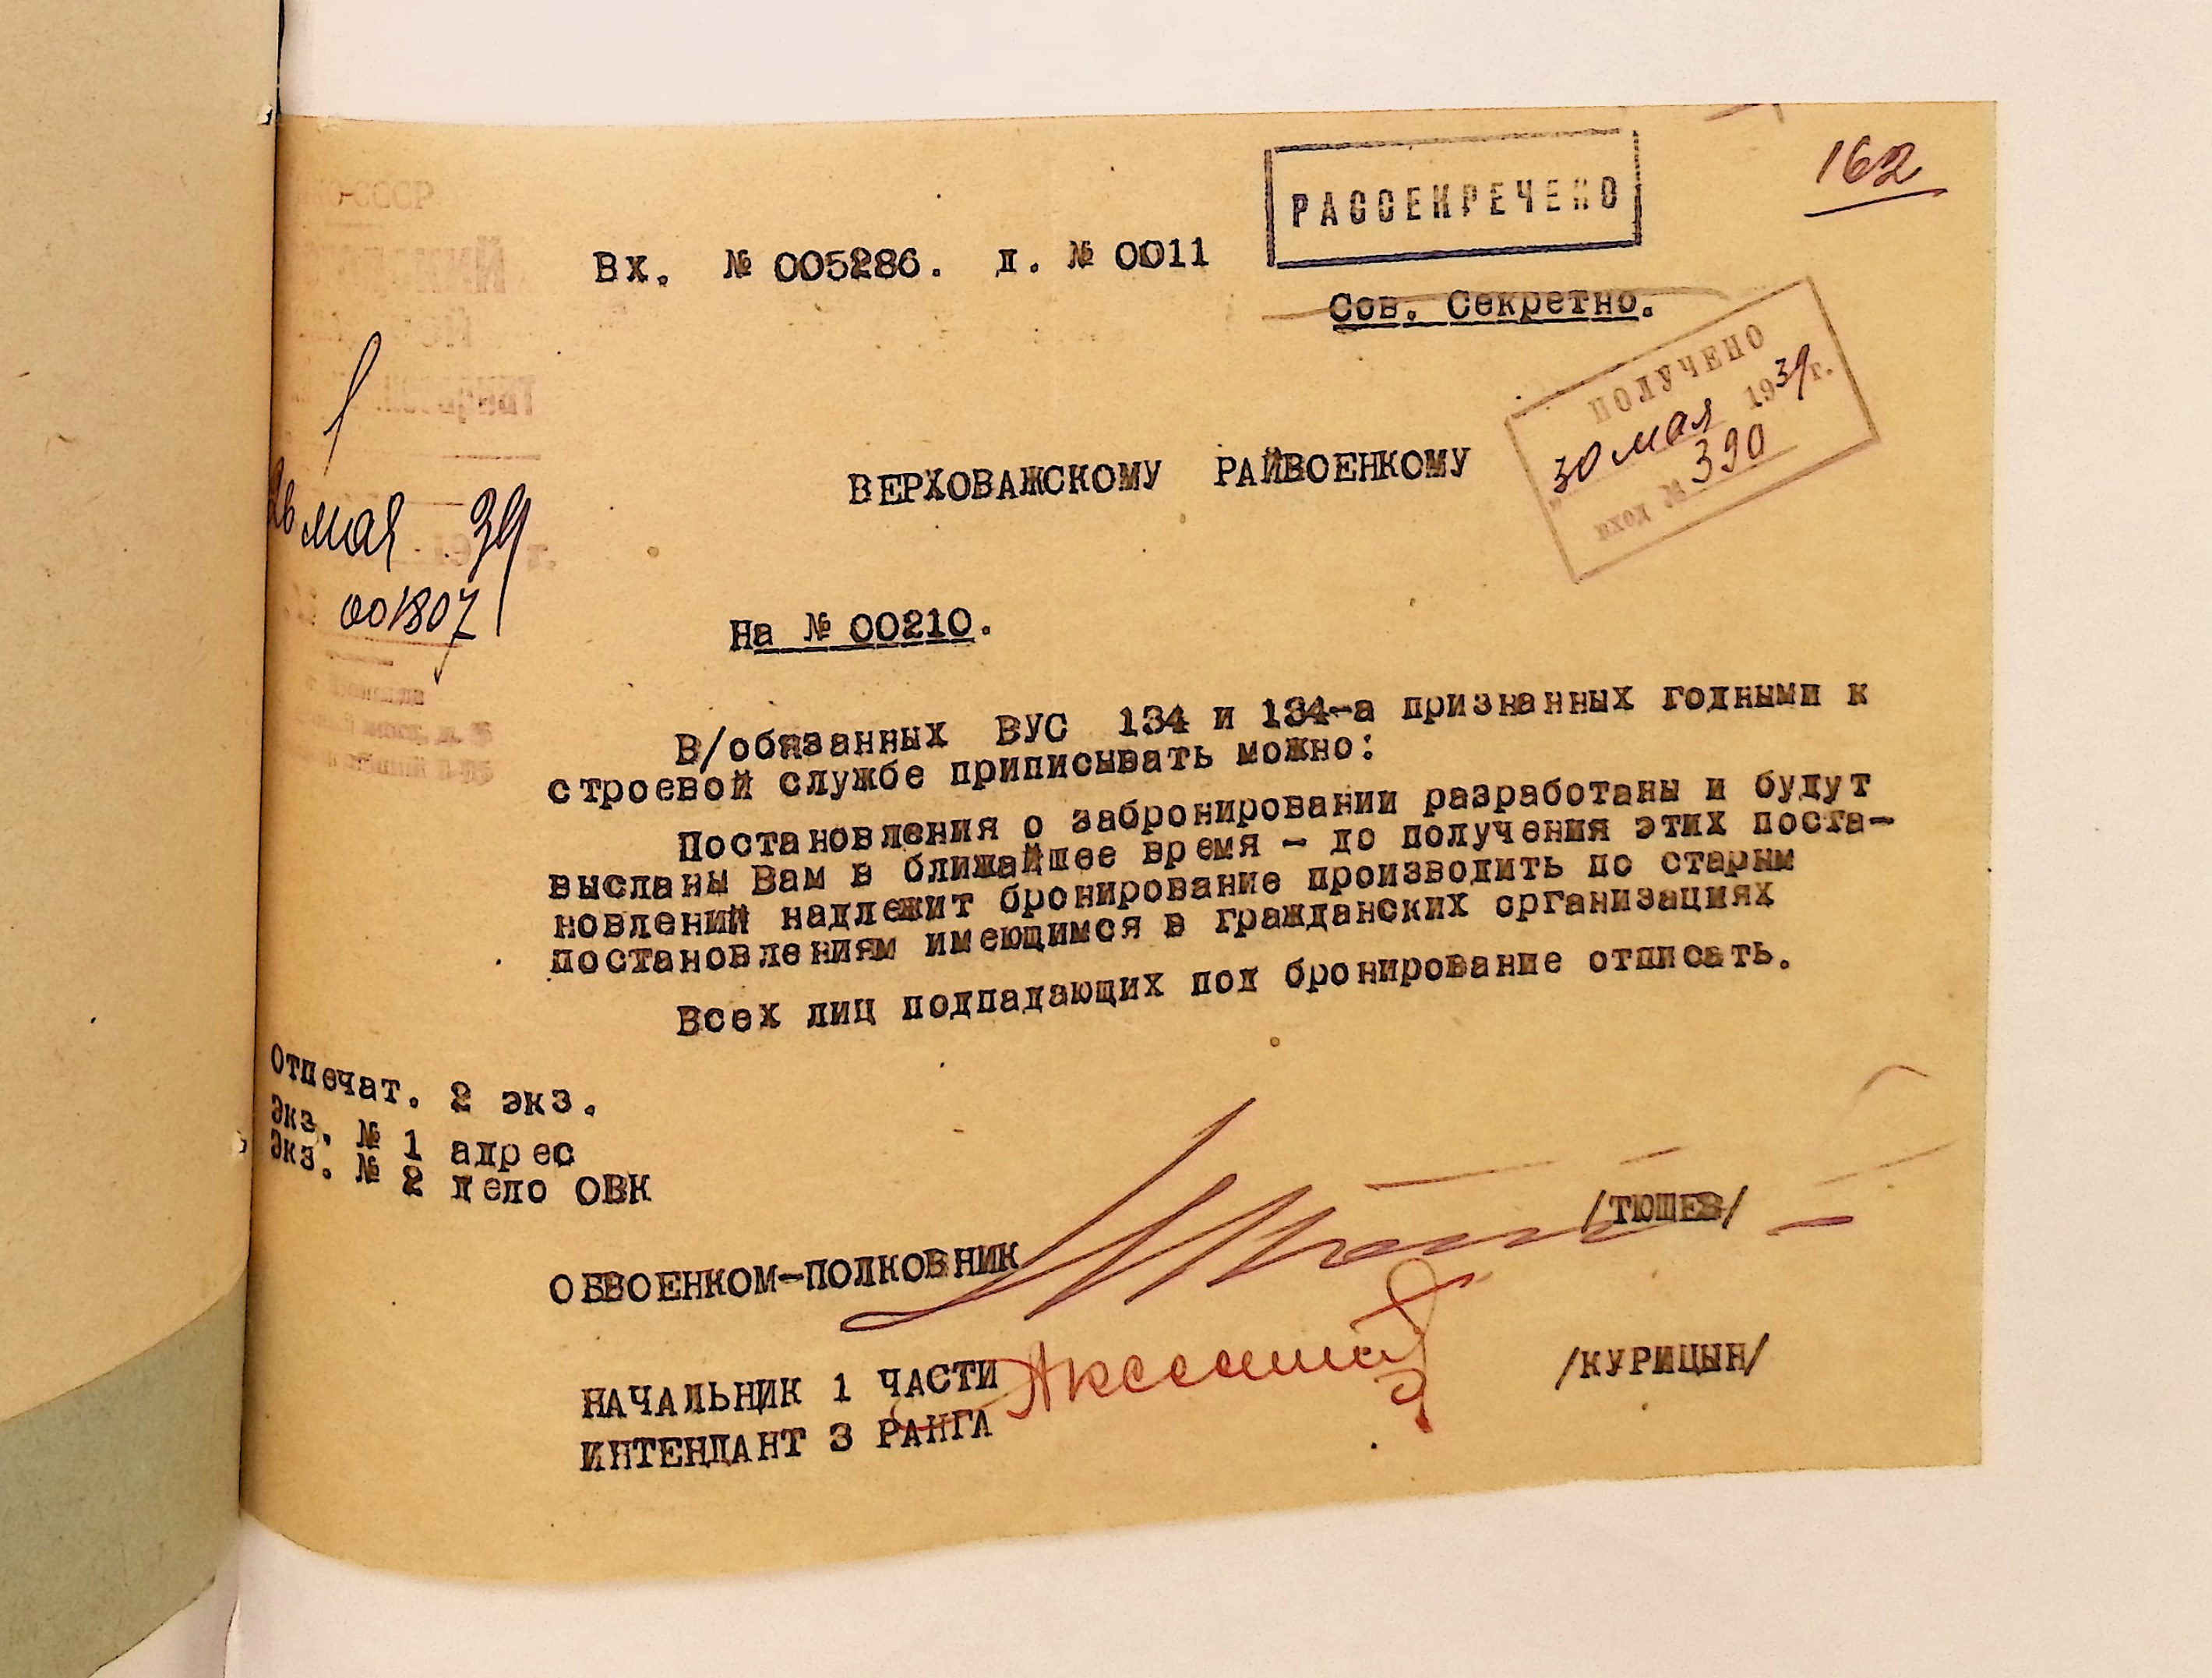 162
РАССЕКРЕЧЕНО
Вх. № 005286. д. № 0011
Сов. Секретно.
ПОЛУЧЕНО
30 мая 1939 г.
вход № 390
НКО-СССР
26 мая 39
001807
ВЕРХОВАЖСКОМУ РАЙВОЕНКОМУ
На № 00210.
В/обязанных ВУС 134 и 134-а признанных годными к
строевой службе приписывать можно:
Постановления о забронировании разработаны и будут
высланы Вам в ближайшее время - до получения этих поста-
новлений надлежит бронирование производить по старым
постановлениям имеющимся в гражданских организациях
Всех лиц подпадающих под бронирование отписать.
Отпечат. 2 экз.
Экз. № 1 адрес
Экз. № 2 дело ОВК
ОБВОЕНКОМ-ПОЛКОВНИК /ТЮШЕВ/
НАЧАЛЬНИК 1 ЧАСТИ
ИНТЕНДАНТ 3 РАНГА /КУРИЦЫН/